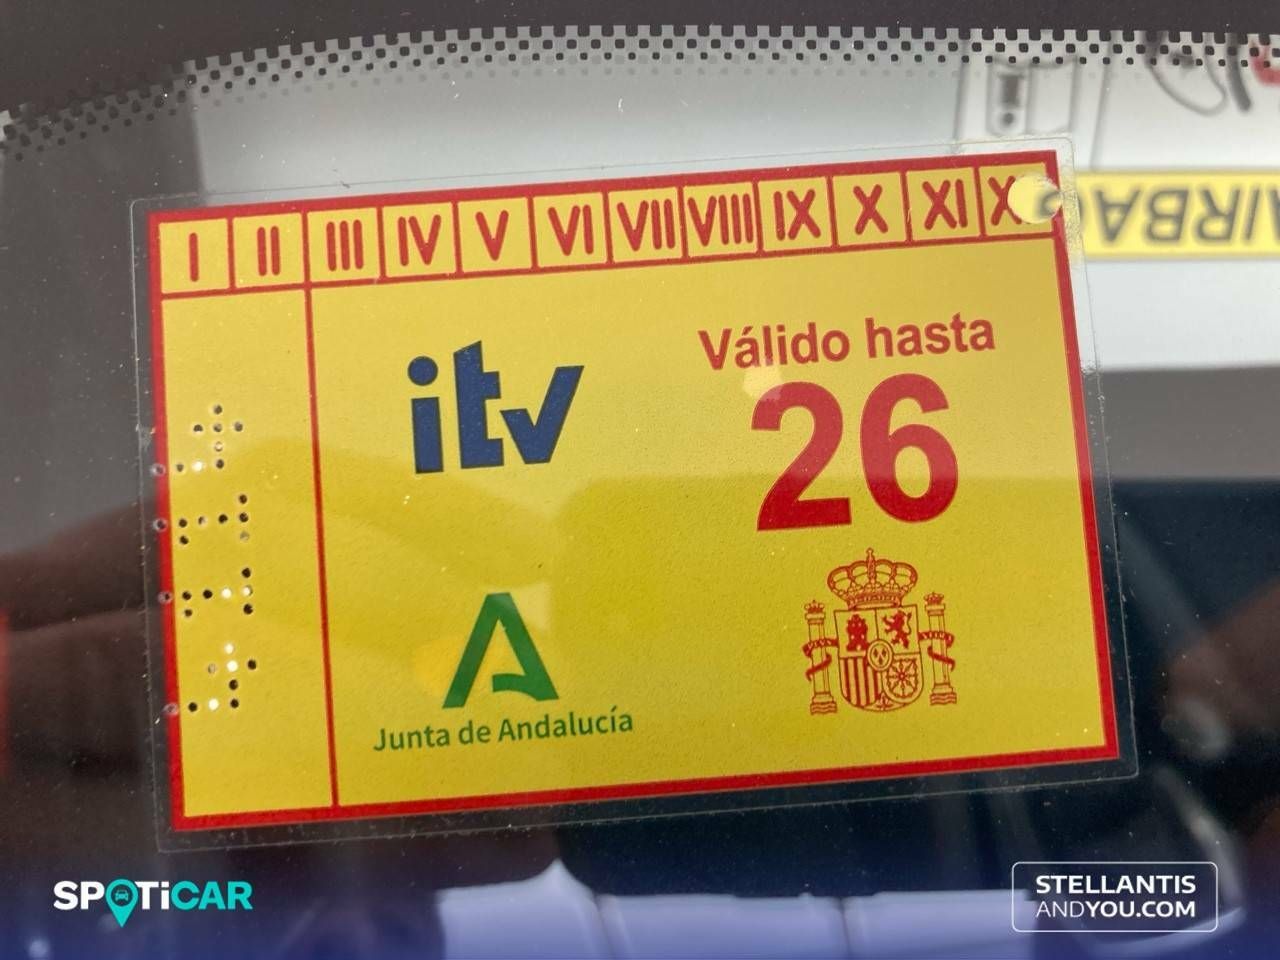 I II III IV V VI VII VIII IX X XI
Válido hasta
26
itv
Junta de Andalucía
AIRBAG
SPOTiCAR
STELLANTIS
ANDYOU.COM